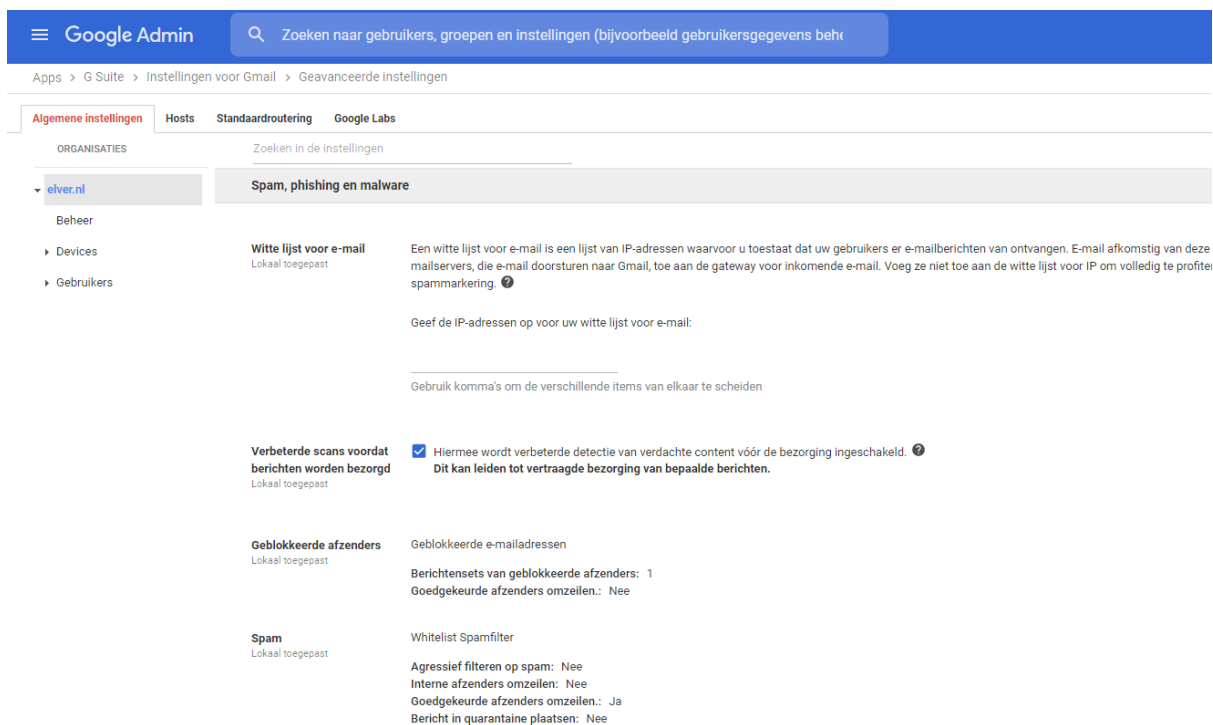 Google Admin
Zoeken naar gebruikers, groepen en instellingen (bijvoorbeeld gebruikersgegevens behe
Apps > G Suite > Instellingen voor Gmail > Geavanceerde instellingen
Algemene instellingen Hosts Standaardroutering Google Labs
ORGANISATIES
Zoeken in de instellingen
elver.nl
Beheer
Devices
Gebruikers
Spam, phishing en malware
Witte lijst voor e-mail
Lokaal toegepast
Een witte lijst voor e-mail is een lijst van IP-adressen waarvoor u toestaat dat uw gebruikers er e-mailberichten van ontvangen. E-mail afkomstig van deze
mailservers, die e-mail doorsturen naar Gmail, toe aan de gateway voor inkomende e-mail. Voeg ze niet toe aan de witte lijst voor IP om volledig te profiter
spammarkering.
Geef de IP-adressen op voor uw witte lijst voor e-mail:
Gebruik komma's om de verschillende items van elkaar te scheiden
Verbeterde scans voordat
berichten worden bezorgd
Lokaal toegepast
Hiermee wordt verbeterde detectie van verdachte content vóór de bezorging ingeschakeld.
Dit kan leiden tot vertraagde bezorging van bepaalde berichten.
Geblokkeerde afzenders
Lokaal toegepast
Geblokkeerde e-mailadressen
Berichtensets van geblokkeerde afzenders: 1
Goedgekeurde afzenders omzeilen.: Nee
Spam
Lokaal toegepast
Whitelist Spamfilter
Agressief filteren op spam: Nee
Interne afzenders omzeilen: Nee
Goedgekeurde afzenders omzeilen.: Ja
Bericht in quarantaine plaatsen: Nee